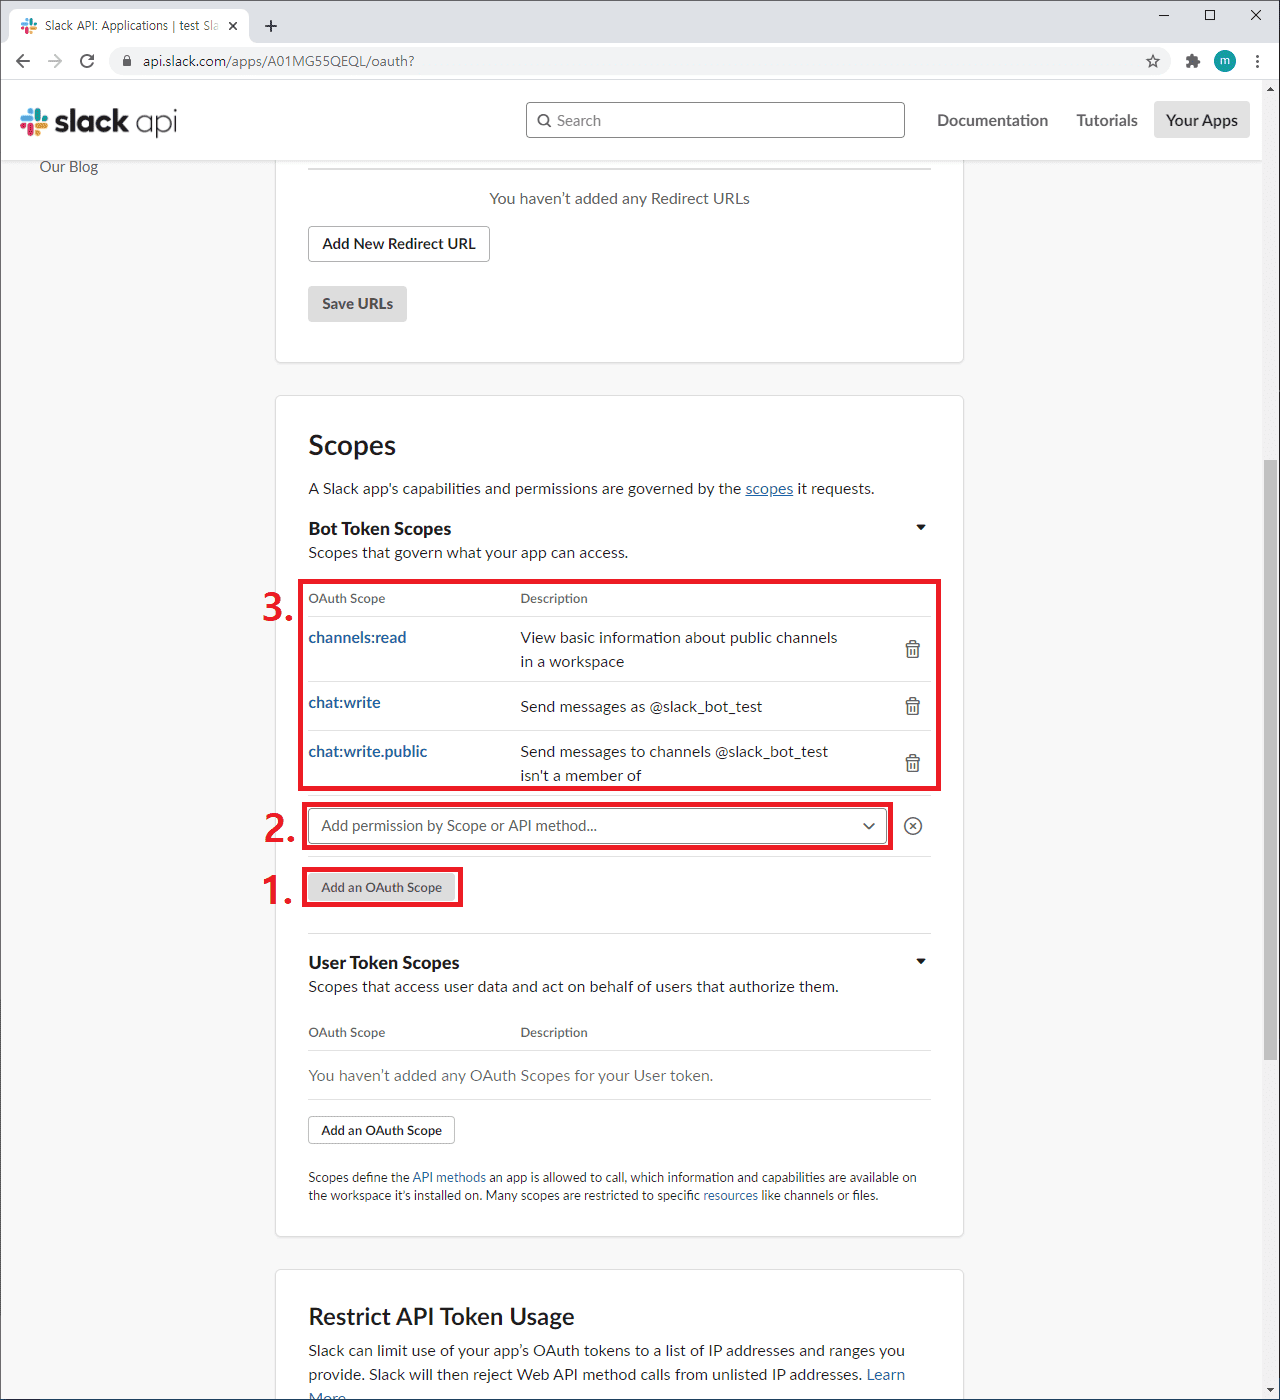 Slack API: Applications | test Sla
api.slack.com/apps/A01MG55QEQL/oauth?
m
slack api
Search
Documentation
Tutorials
Your Apps
Our Blog
You haven't added any Redirect URLs
Add New Redirect URL
Save URLs
Scopes
A Slack app's capabilities and permissions are governed by the scopes it requests.
Bot Token Scopes
Scopes that govern what your app can access.
3.
OAuth Scope Description
channels:read View basic information about public channels
in a workspace
chat:write Send messages as @slack_bot_test
chat:write.public Send messages to channels @slack_bot_test
isn't a member of
2.
Add permission by Scope or API method...
1.
Add an OAuth Scope
User Token Scopes
Scopes that access user data and act on behalf of users that authorize them.
OAuth Scope Description
You haven't added any OAuth Scopes for your User token.
Add an OAuth Scope
Scopes define the API methods an app is allowed to call, which information and capabilities are available on
the workspace it's installed on. Many scopes are restricted to specific resources like channels or files.
Restrict API Token Usage
Slack can limit use of your app's OAuth tokens to a list of IP addresses and ranges you
provide. Slack will then reject Web API method calls from unlisted IP addresses. Learn
More